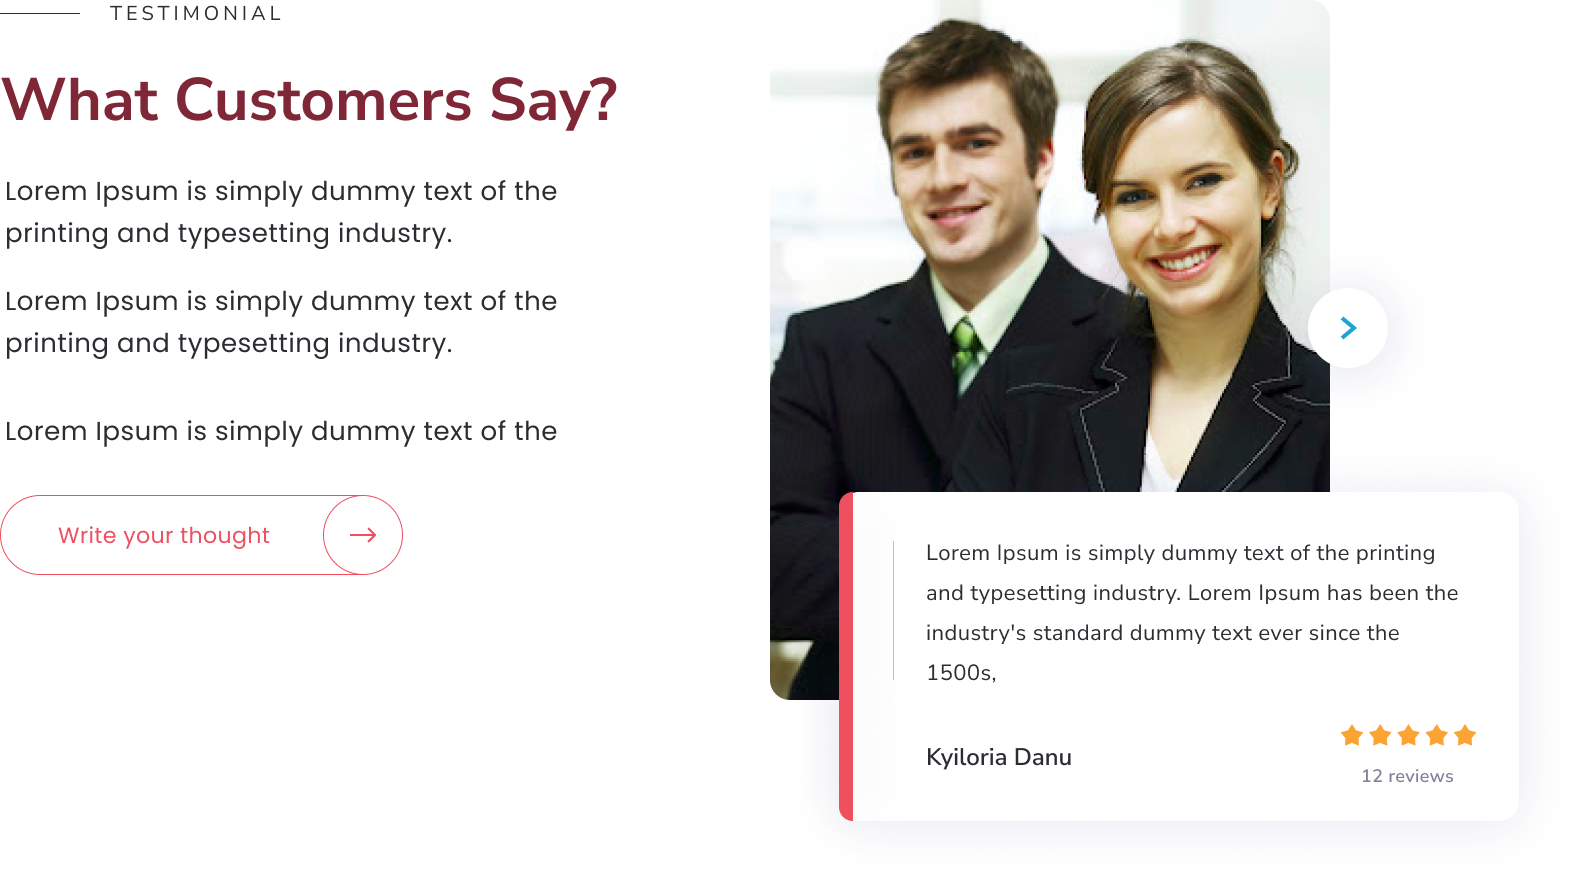 TESTIMONIAL
What Customers Say?
Lorem Ipsum is simply dummy text of the
printing and typesetting industry.
Lorem Ipsum is simply dummy text of the
printing and typesetting industry.
Lorem Ipsum is simply dummy text of the
Write your thought
Lorem Ipsum is simply dummy text of the printing
and typesetting industry. Lorem Ipsum has been the
industry's standard dummy text ever since the
1500s,
Kyiloria Danu
12 reviews